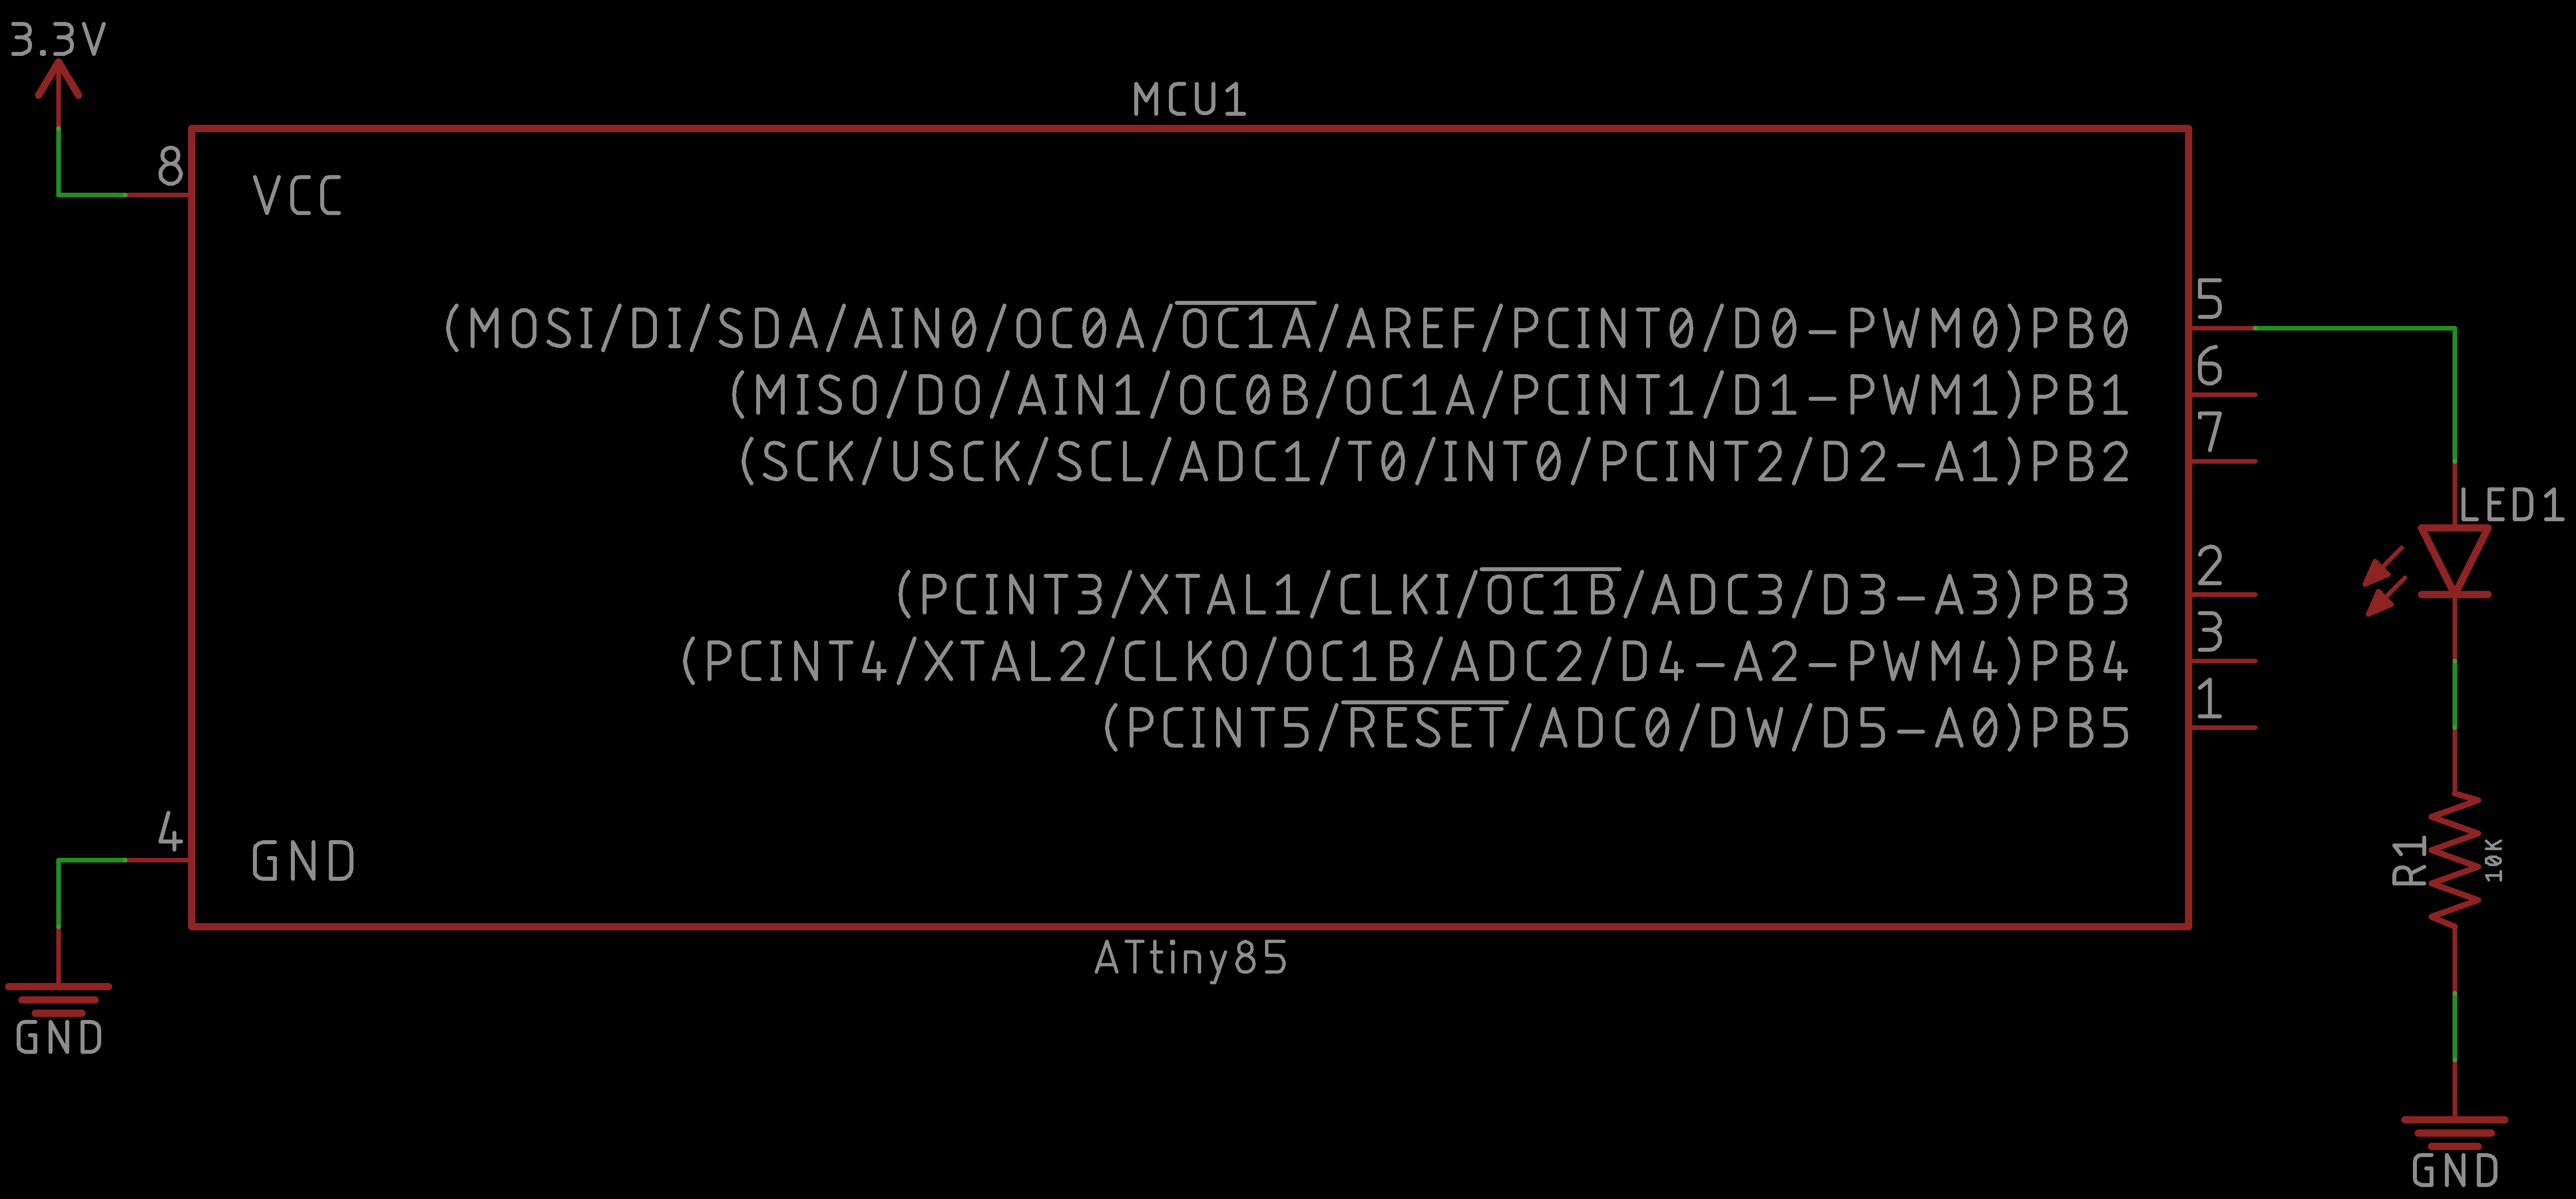 3.3V
MCU1
8
VCC
5
(MOSI/DI/SDA/AIN0/OC0A/OC1A/AREF/PCINT0/D0-PWM0)PB0
6
(MISO/DO/AIN1/OC0B/OC1A/PCINT1/D1-PWM1)PB1
7
(SCK/USCK/SCL/ADC1/T0/INT0/PCINT2/D2-A1)PB2
LED1
2
(PCINT3/XTAL1/CLKI/OC1B/ADC3/D3-A3)PB3
3
(PCINT4/XTAL2/CLKO/OC1B/ADC2/D4-A2-PWM4)PB4
1
(PCINT5/RESET/ADC0/DW/D5-A0)PB5
4
GND
R1
10K
ATtiny85
GND
GND